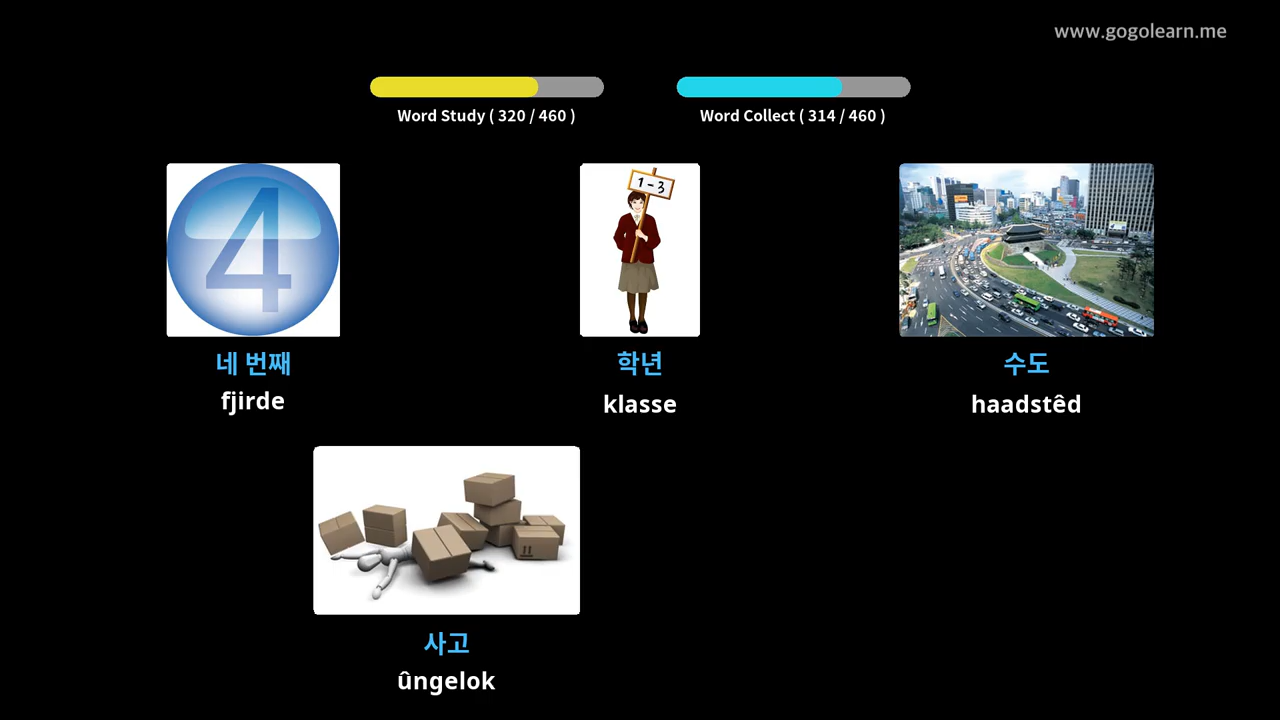 www.gogolearn.me
Word Study ( 320 / 460 )
Word Collect ( 314 / 460 )
4
1 - 3
네 번째
학년
수도
fjirde
klasse
haadstêd
사고
ûngelok